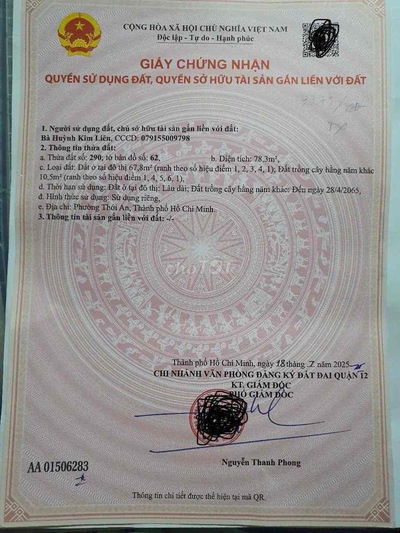 CỘNG HÒA XÃ HỘI CHỦ NGHĨA VIỆT NAM
Độc lập - Tự do - Hạnh phúc
GIẤY CHỨNG NHẬN
QUYỀN SỬ DỤNG ĐẤT, QUYỀN SỞ HỮU TÀI SẢN GẮN LIỀN VỚI ĐẤT
1. Người sử dụng đất, chủ sở hữu tài sản gắn liền với đất:
Bà Huỳnh Kim Liên, CCCD: 079155009798
2. Thông tin thửa đất:
a. Thửa đất số: 290, tờ bản đồ số: 62, b. Diện tích: 78,3m²,
c. Loại đất: Đất ở tại đô thị 67,8m² (ranh theo số hiệu điểm 1, 2, 3, 4, 1); Đất trồng cây hằng năm khác
10,5m² (ranh theo số hiệu điểm 1, 4, 5, 6, 1),
d. Thời hạn sử dụng: Đất ở tại đô thị: Lâu dài; Đất trồng cây hằng năm khác: Đến ngày 28/4/2065,
đ. Hình thức sử dụng: Sử dụng riêng,
e. Địa chỉ: Phường Thới An, Thành phố Hồ Chí Minh.
3. Thông tin tài sản gắn liền với đất: -/-
chợTỐT
Thành phố Hồ Chí Minh, ngày 18 tháng 7 năm 2025
CHI NHÁNH VĂN PHÒNG ĐĂNG KÝ ĐẤT ĐAI QUẬN 12
KT. GIÁM ĐỐC
PHÓ GIÁM ĐỐC
Nguyễn Thanh Phong
AA 01506283
Thông tin chi tiết được thể hiện tại mã QR.